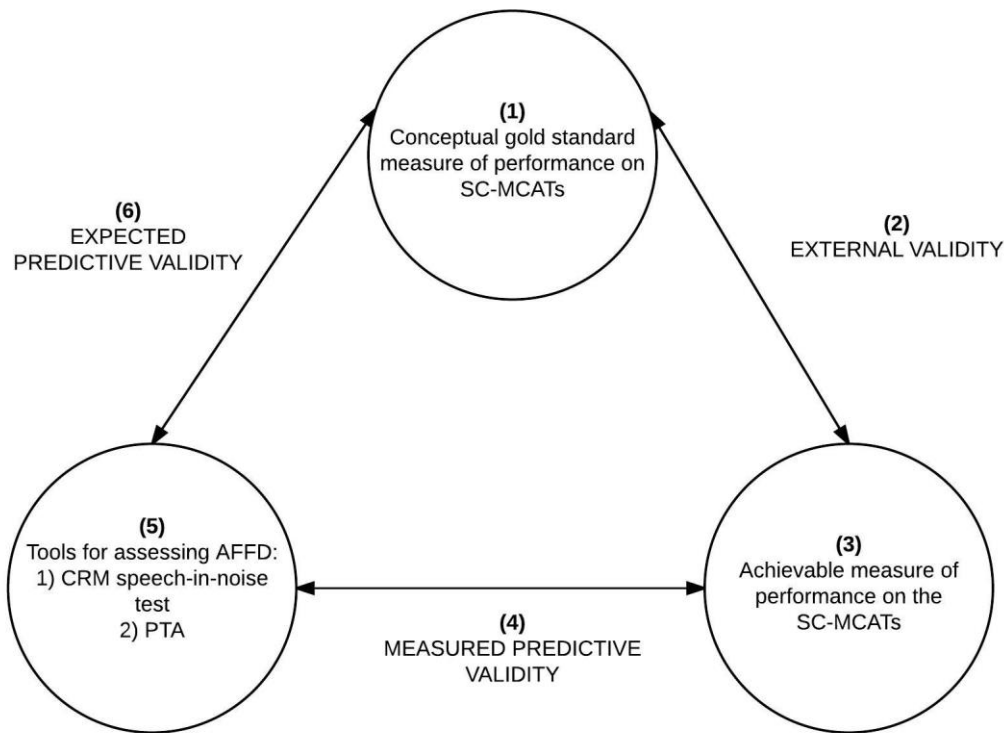 (1)
Conceptual gold standard
measure of performance on
SC-MCATs
(6)
EXPECTED
PREDICTIVE VALIDITY
(2)
EXTERNAL VALIDITY
(5)
Tools for assessing AFFD:
1) CRM speech-in-noise
test
2) PTA
(3)
Achievable measure of
performance on the
SC-MCATs
(4)
MEASURED PREDICTIVE
VALIDITY